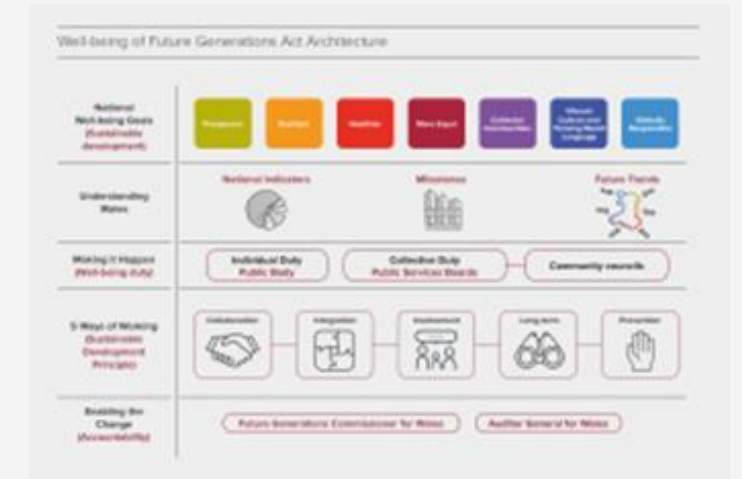 Well-being of Future Generations Act Architecture
National
Well-being Goals
(Sustainable
development)
Prosperous
Resilient
Healthier
More Equal
Cohesive
Communities
Vibrant
Culture and
Thriving Welsh
Language
Globally
Responsible
Understanding
Wales
National Indicators
Milestones
Future Trends
Making it Happen
(Well-being duty)
Individual Duty
Public Body
Collective Duty
Public Services Boards
Community councils
5 Ways of Working
(Sustainable
Development
Principle)
Collaboration
Integration
Involvement
Long-term
Prevention
Enabling the
Change
(Accountability)
Future Generations Commissioner for Wales
Auditor General for Wales